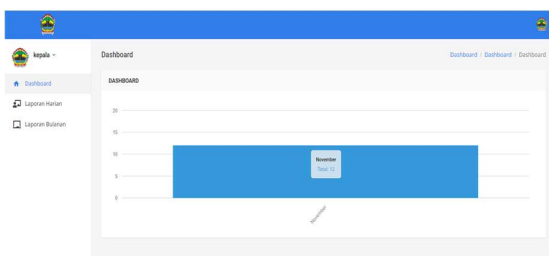 kepala
Dashboard
Dashboard / Dashboard / Dashboard
Dashboard
Laporan Harian
Laporan Bulanan
DASHBOARD
20
15
10
5
0
November
Total: 12
November